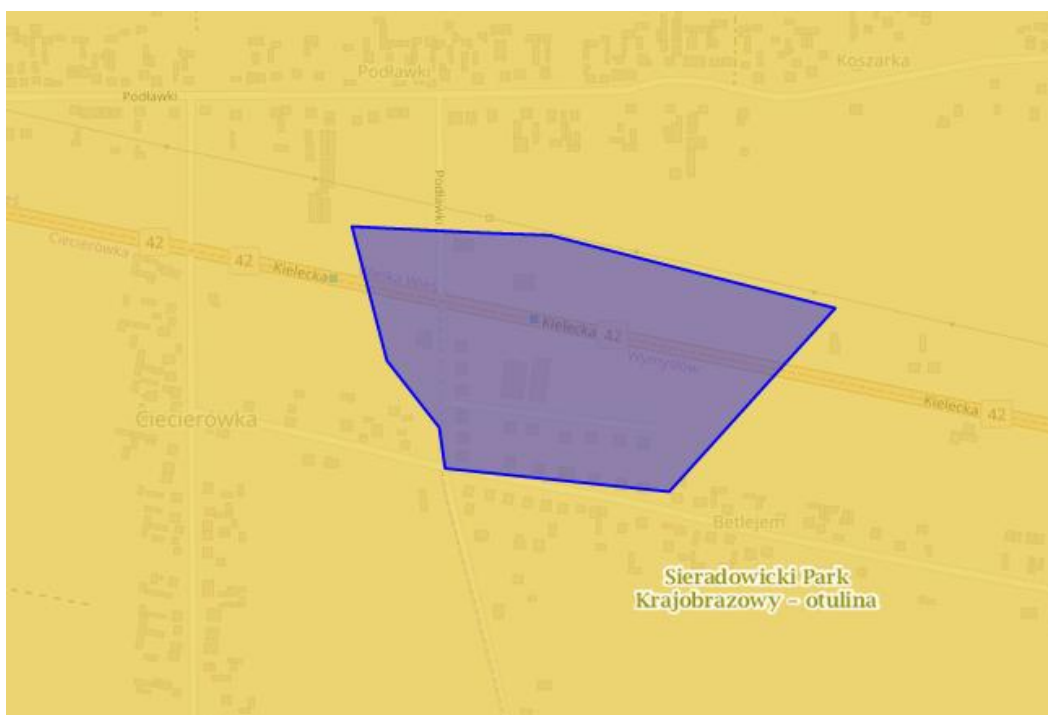 Podławki
Koszarka
Podławki
Podławki
Ciecierówka
42
42
Kielecka
Kielecka 42
Wymysłów
Kielecka 42
Ciecierówka
Betlejem
Sieradowicki Park
Krajobrazowy - otulina